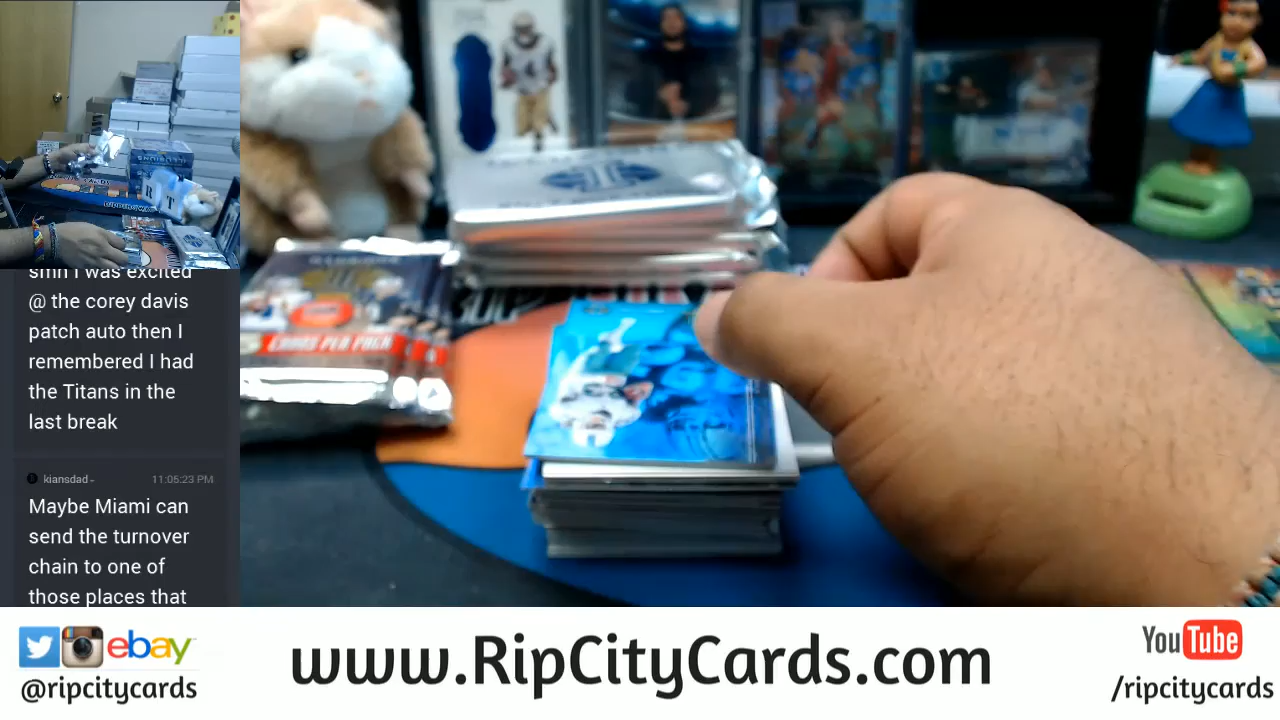 smh I was excited
@ the corey davis
patch auto then I
remembered I had
the Titans in the
last break
kiansdad - 11:05:23 PM
Maybe Miami can
send the turnover
chain to one of
those places that
CARDS PER PACK
ebay
@ripcitycards
www.RipCityCards.com
YouTube
/ripcitycards